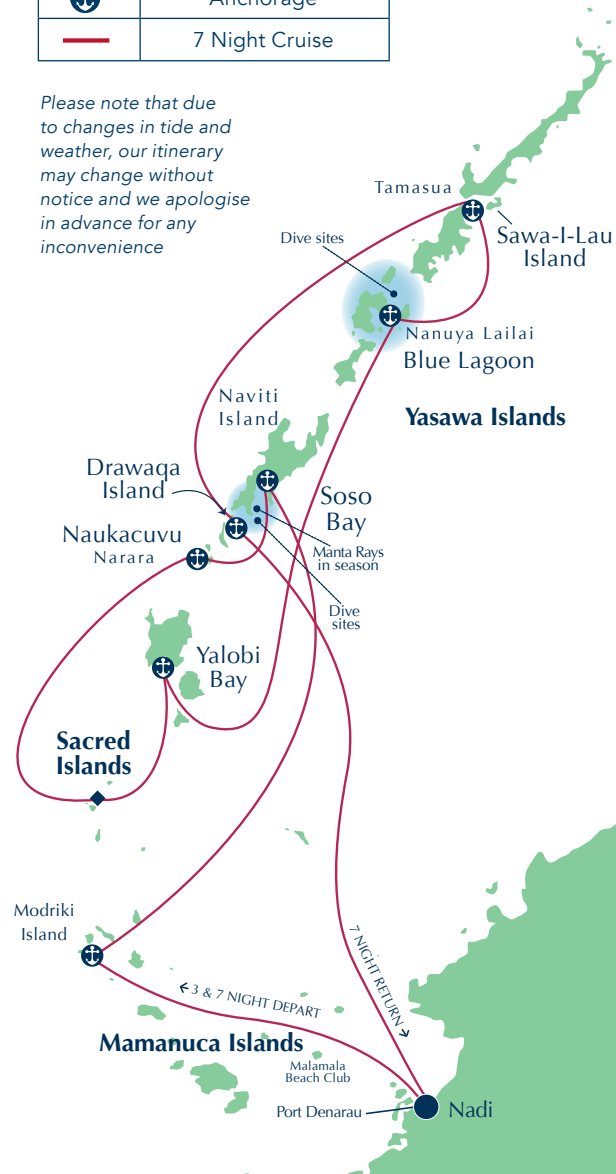 Anchorage
7 Night Cruise
Please note that due
to changes in tide and
weather, our itinerary
may change without
notice and we apologise
in advance for any
inconvenience
Tamasua
Sawa-I-Lau
Island
Dive sites
Nanuya Lailai
Blue Lagoon
Yasawa Islands
Naviti
Island
Drawaqa
Island
Soso
Bay
Naukacuvu
Narara
Manta Rays
in season
Dive
sites
Yalobi
Bay
Sacred
Islands
Modriki
Island
7 NIGHT RETURN →
← 3 & 7 NIGHT DEPART
Mamanuca Islands
Malamala
Beach Club
Port Denarau
Nadi